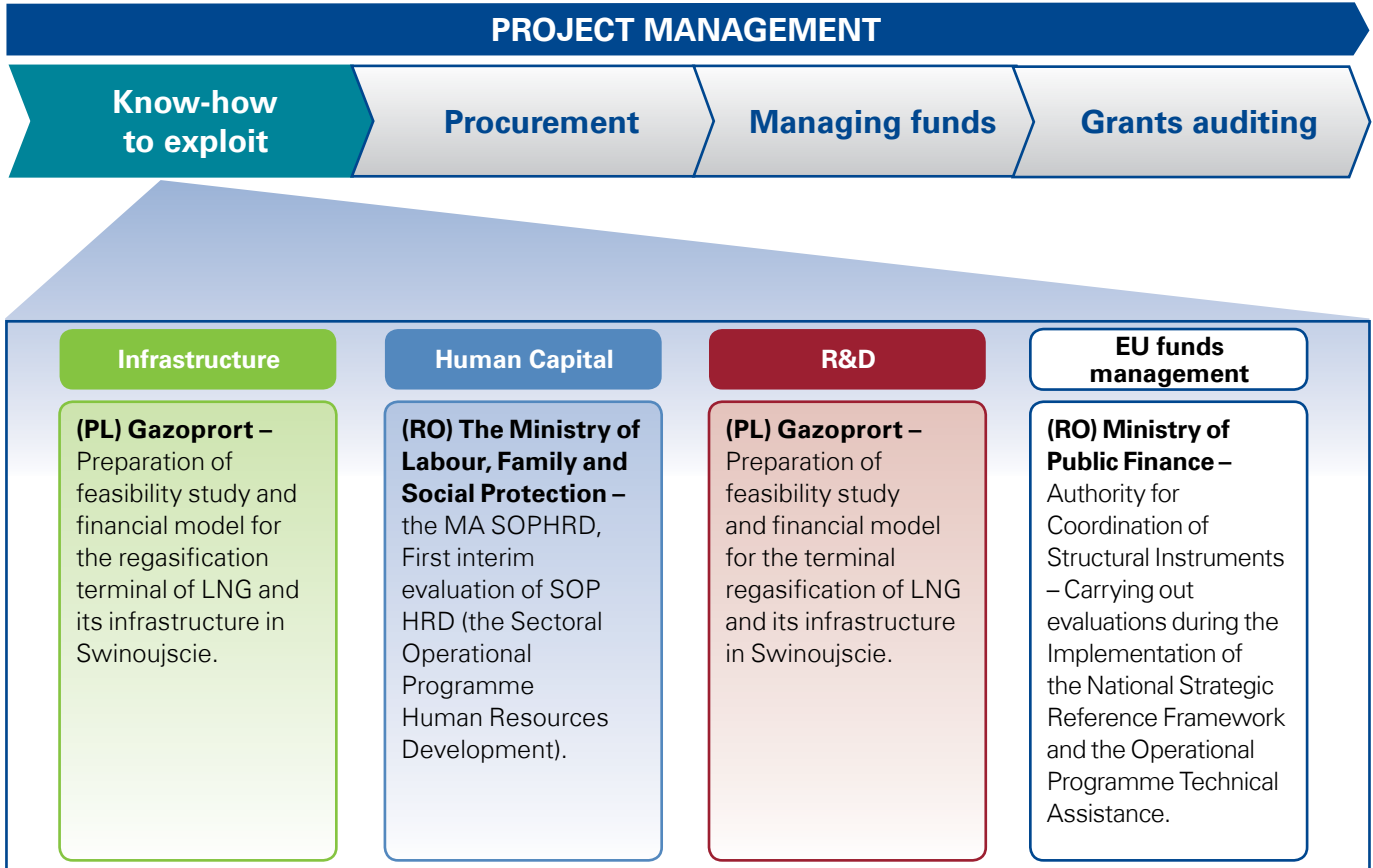 PROJECT MANAGEMENT
Know-how
to exploit
Procurement
Managing funds
Grants auditing
Infrastructure
(PL) Gazoprort –
Preparation of
feasibility study and
financial model for
the regasification
terminal of LNG and
its infrastructure in
Swinoujscie.
Human Capital
(RO) The Ministry of
Labour, Family and
Social Protection –
the MA SOPHRD,
First interim
evaluation of SOP
HRD (the Sectoral
Operational
Programme
Human Resources
Development).
R&D
(PL) Gazoprort –
Preparation of
feasibility study
and financial model
for the terminal
regasification of LNG
and its infrastructure
in Swinoujscie.
EU funds
management
(RO) Ministry of
Public Finance –
Authority for
Coordination of
Structural Instruments
– Carrying out
evaluations during the
Implementation of
the National Strategic
Reference Framework
and the Operational
Programme Technical
Assistance.